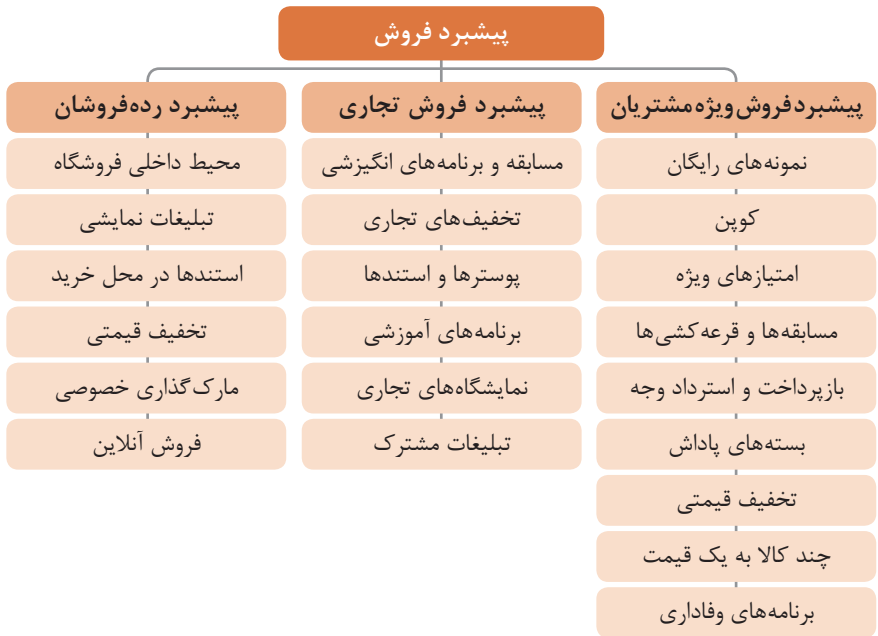 پیشبرد فروش
پیشبردفروش‌ویژه‌مشتریان
نمونه‌های رایگان
کوپن
امتیازهای ویژه
مسابقه‌ها و قرعه‌کشی‌ها
بازپرداخت و استرداد وجه
بسته‌های پاداش
تخفیف قیمتی
چند کالا به یک قیمت
برنامه‌های وفاداری
پیشبرد فروش تجاری
مسابقه و برنامه‌های انگیزشی
تخفیف‌های تجاری
پوسترها و استندها
برنامه‌های آموزشی
نمایشگاه‌های تجاری
تبلیغات مشترک
پیشبرد رده‌فروشان
محیط داخلی فروشگاه
تبلیغات نمایشی
استندها در محل خرید
تخفیف قیمتی
مارک‌گذاری خصوصی
فروش آنلاین